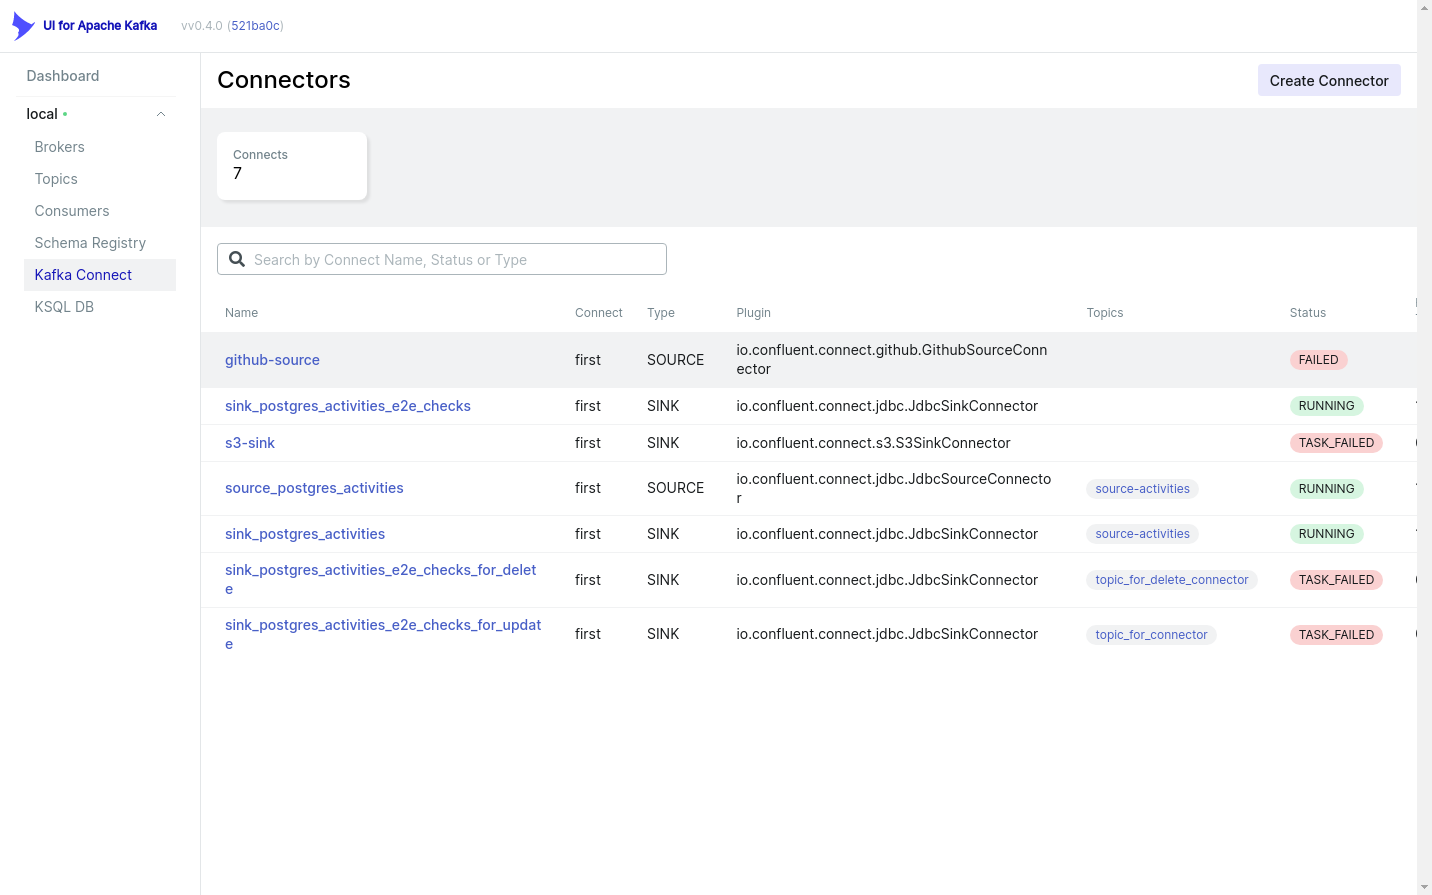 UI for Apache Kafka
vv0.4.0 (521ba0c)
Dashboard
local
Brokers
Topics
Consumers
Schema Registry
Kafka Connect
KSQL DB
Connectors
Create Connector
Connects
7
Search by Connect Name, Status or Type
Name Connect Type Plugin Topics Status
github-source first SOURCE io.confluent.connect.github.GithubSourceConn
ector
FAILED
sink_postgres_activities_e2e_checks first SINK io.confluent.connect.jdbc.JdbcSinkConnector RUNNING
s3-sink first SINK io.confluent.connect.s3.S3SinkConnector TASK_FAILED
source_postgres_activities first SOURCE io.confluent.connect.jdbc.JdbcSourceConnecto
r
source-activities RUNNING
sink_postgres_activities first SINK io.confluent.connect.jdbc.JdbcSinkConnector source-activities RUNNING
sink_postgres_activities_e2e_checks_for_delet
e
first SINK io.confluent.connect.jdbc.JdbcSinkConnector topic_for_delete_connector TASK_FAILED
sink_postgres_activities_e2e_checks_for_updat
e
first SINK io.confluent.connect.jdbc.JdbcSinkConnector topic_for_connector TASK_FAILED